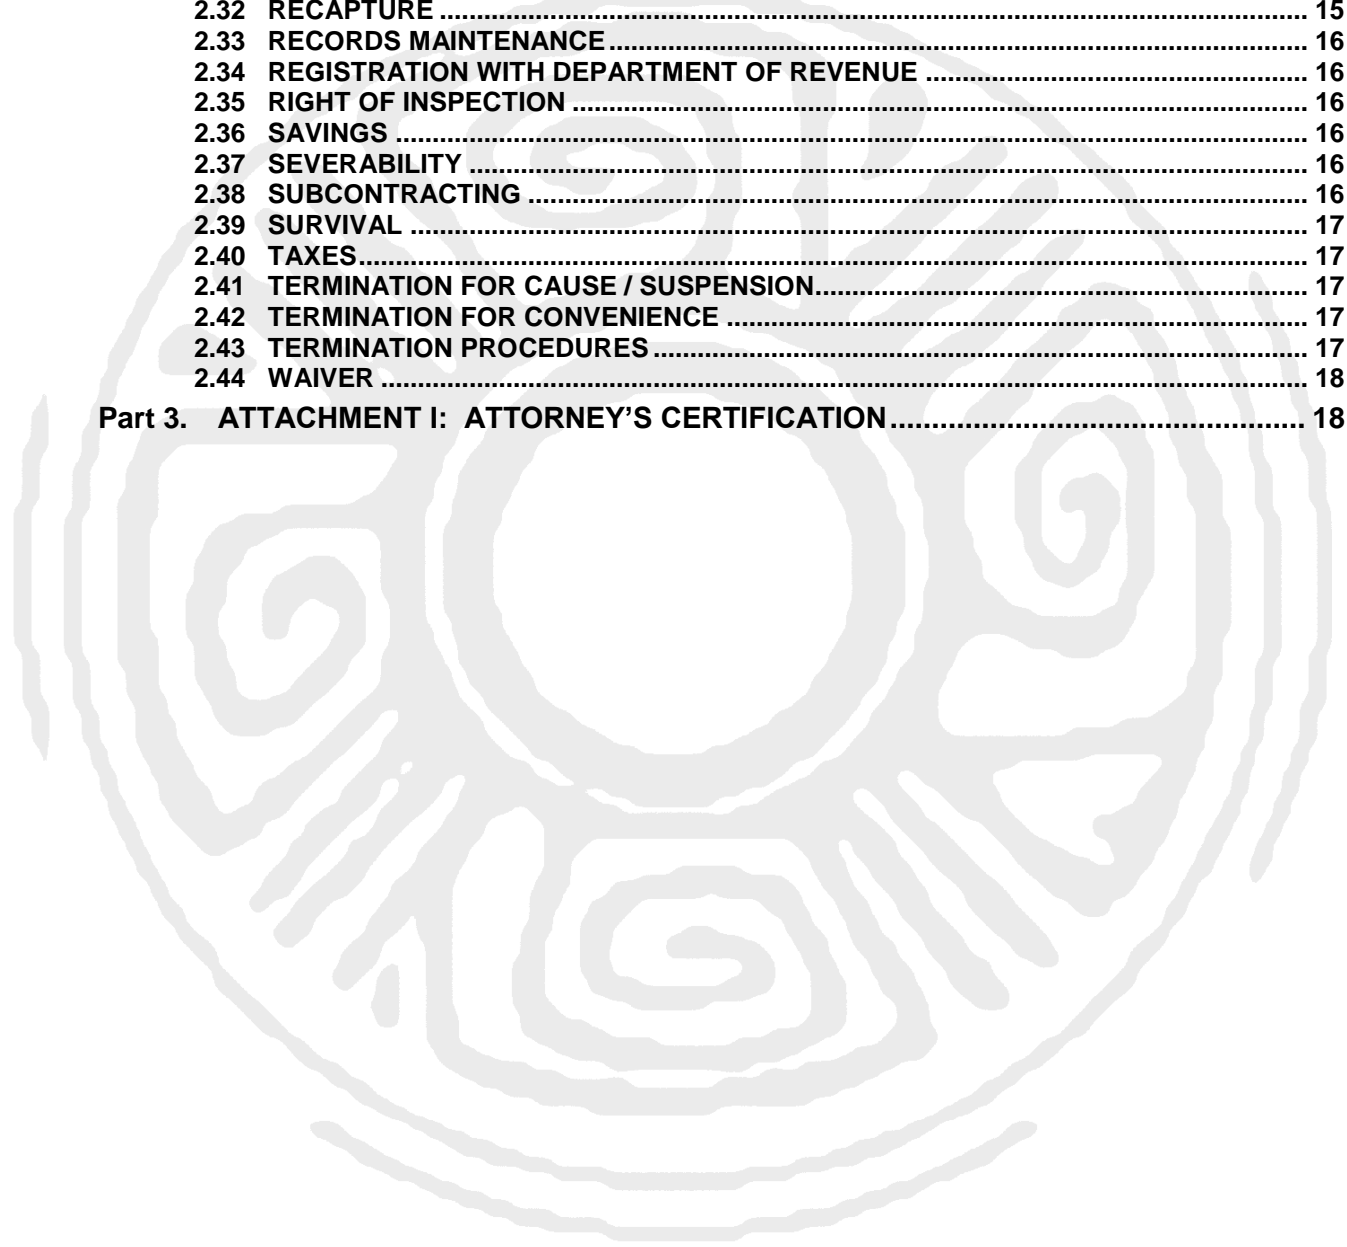 2.32 RECAPTURE ........................................................ 15
2.33 RECORDS MAINTENANCE ........................................................ 16
2.34 REGISTRATION WITH DEPARTMENT OF REVENUE ........................................................ 16
2.35 RIGHT OF INSPECTION ........................................................ 16
2.36 SAVINGS ........................................................ 16
2.37 SEVERABILITY ........................................................ 16
2.38 SUBCONTRACTING ........................................................ 16
2.39 SURVIVAL ........................................................ 17
2.40 TAXES ........................................................ 17
2.41 TERMINATION FOR CAUSE / SUSPENSION ........................................................ 17
2.42 TERMINATION FOR CONVENIENCE ........................................................ 17
2.43 TERMINATION PROCEDURES ........................................................ 17
2.44 WAIVER ........................................................ 18
Part 3. ATTACHMENT I: ATTORNEY’S CERTIFICATION ........................................................ 18